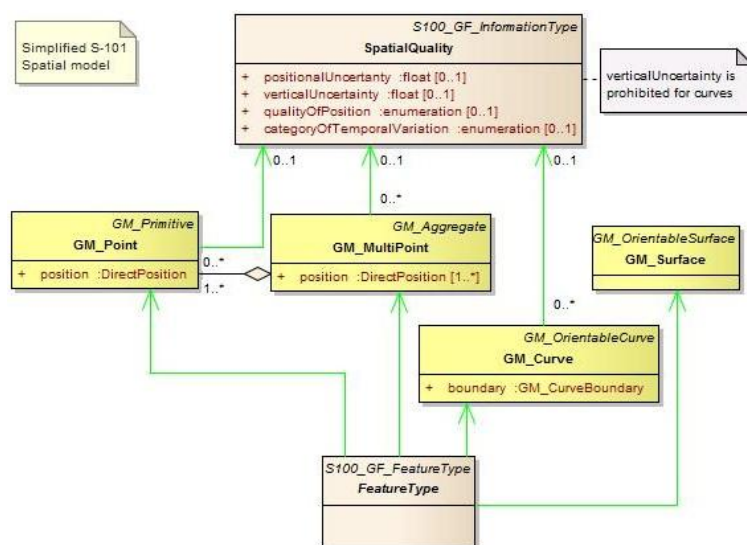 Simplified S-101
Spatial model
S100_GF_InformationType
SpatialQuality
+ positionalUncertanty :float [0..1]
+ verticalUncertainty :float [0..1]
+ qualityOfPosition :enumeration [0..1]
+ categoryOfTemporalVariation :enumeration [0..1]
verticalUncertainty is
prohibited for curves
0..1
0..1
0..1
0..*
GM_Primitive
GM_Point
+ position :DirectPosition
0..*
1..*
GM_Aggregate
GM_MultiPoint
+ position :DirectPosition [1..*]
GM_OrientableSurface
GM_Surface
0..*
GM_OrientableCurve
GM_Curve
+ boundary :GM_CurveBoundary
S100_GF_FeatureType
FeatureType